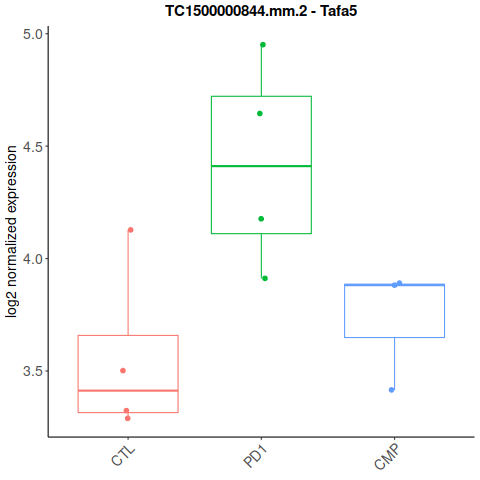 TC1500000844.mm.2 - Tafa5
log2 normalized expression
5.0
4.5
4.0
3.5
CTL
PD1
CMP